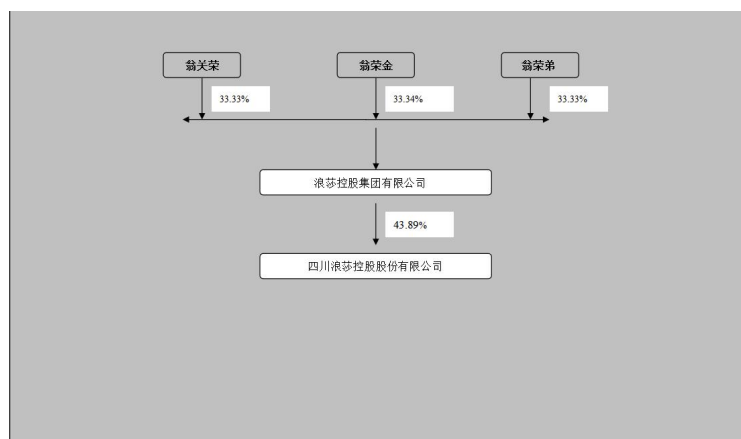 翁关荣
翁荣金
翁荣弟
33.33%
33.34%
33.33%
浪莎控股集团有限公司
43.89%
四川浪莎控股股份有限公司